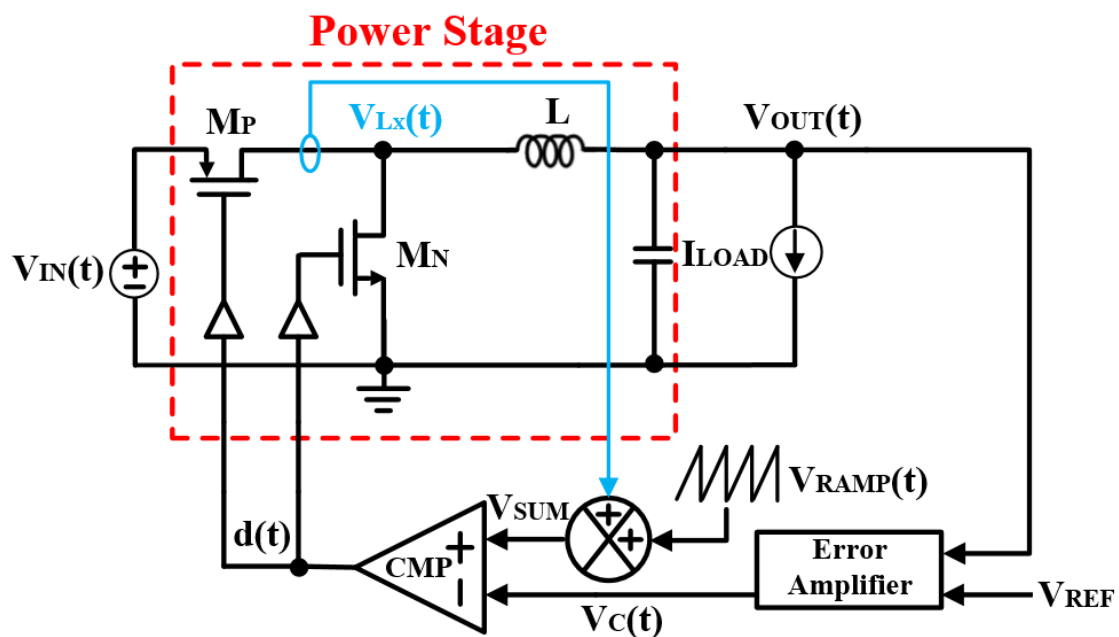 Power Stage
MP
VLx(t)
L
VOUT(t)
VIN(t)
MN
ILOAD
d(t)
VSUM
VRAMP(t)
CMP
Error
Amplifier
VC(t)
VREF